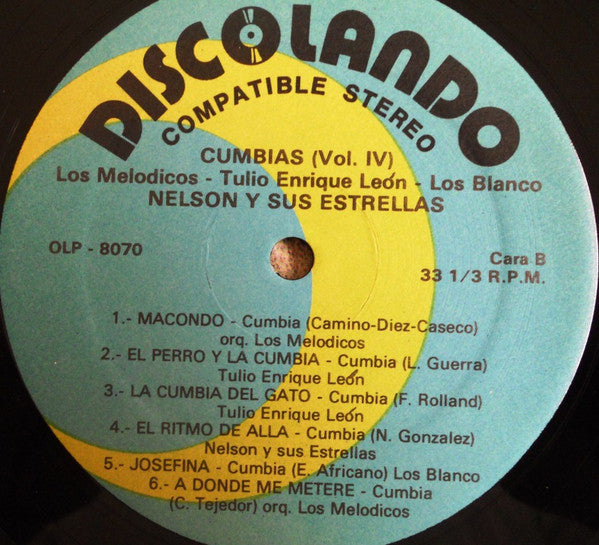 DISCOLANDO
COMPATIBLE STEREO
CUMBIAS (Vol. IV)
Los Melodicos - Tulio Enrique León - Los Blanco
NELSON Y SUS ESTRELLAS
OLP - 8070
Cara B
33 1/3 R.P.M.
1.- MACONDO - Cumbia (Camino-Diez-Caseco)
orq. Los Melodicos
2.- EL PERRO Y LA CUMBIA - Cumbia (L. Guerra)
Tulio Enrique León
3.- LA CUMBIA DEL GATO - Cumbia (F. Rolland)
Tulio Enrique León
4.- EL RITMO DE ALLA - Cumbia (N. Gonzalez)
Nelson y sus Estrellas
5.- JOSEFINA - Cumbia (E. Africano) Los Blanco
6.- A DONDE ME METERE - Cumbia
(C. Tejedor) orq. Los Melodicos